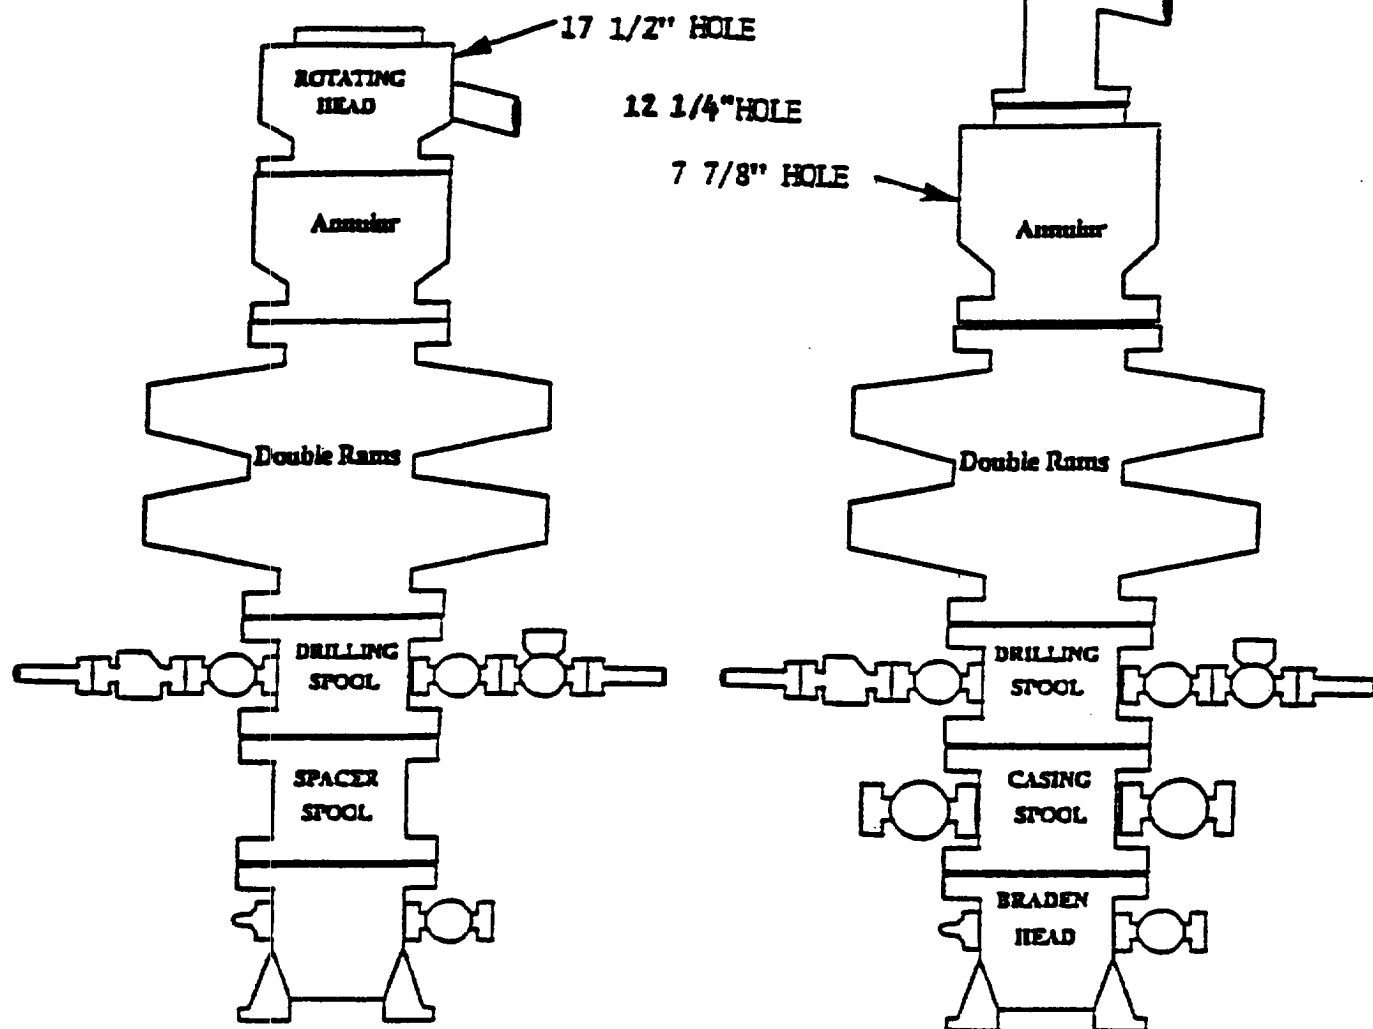 17 1/2" HOLE
ROTATING
HEAD
12 1/4" HOLE
7 7/8" HOLE
Annular
Annular
Double Rams
Double Rams
DRILLING
SPOOL
DRILLING
SPOOL
SPACER
SPOOL
CASING
SPOOL
BRADEN
HEAD